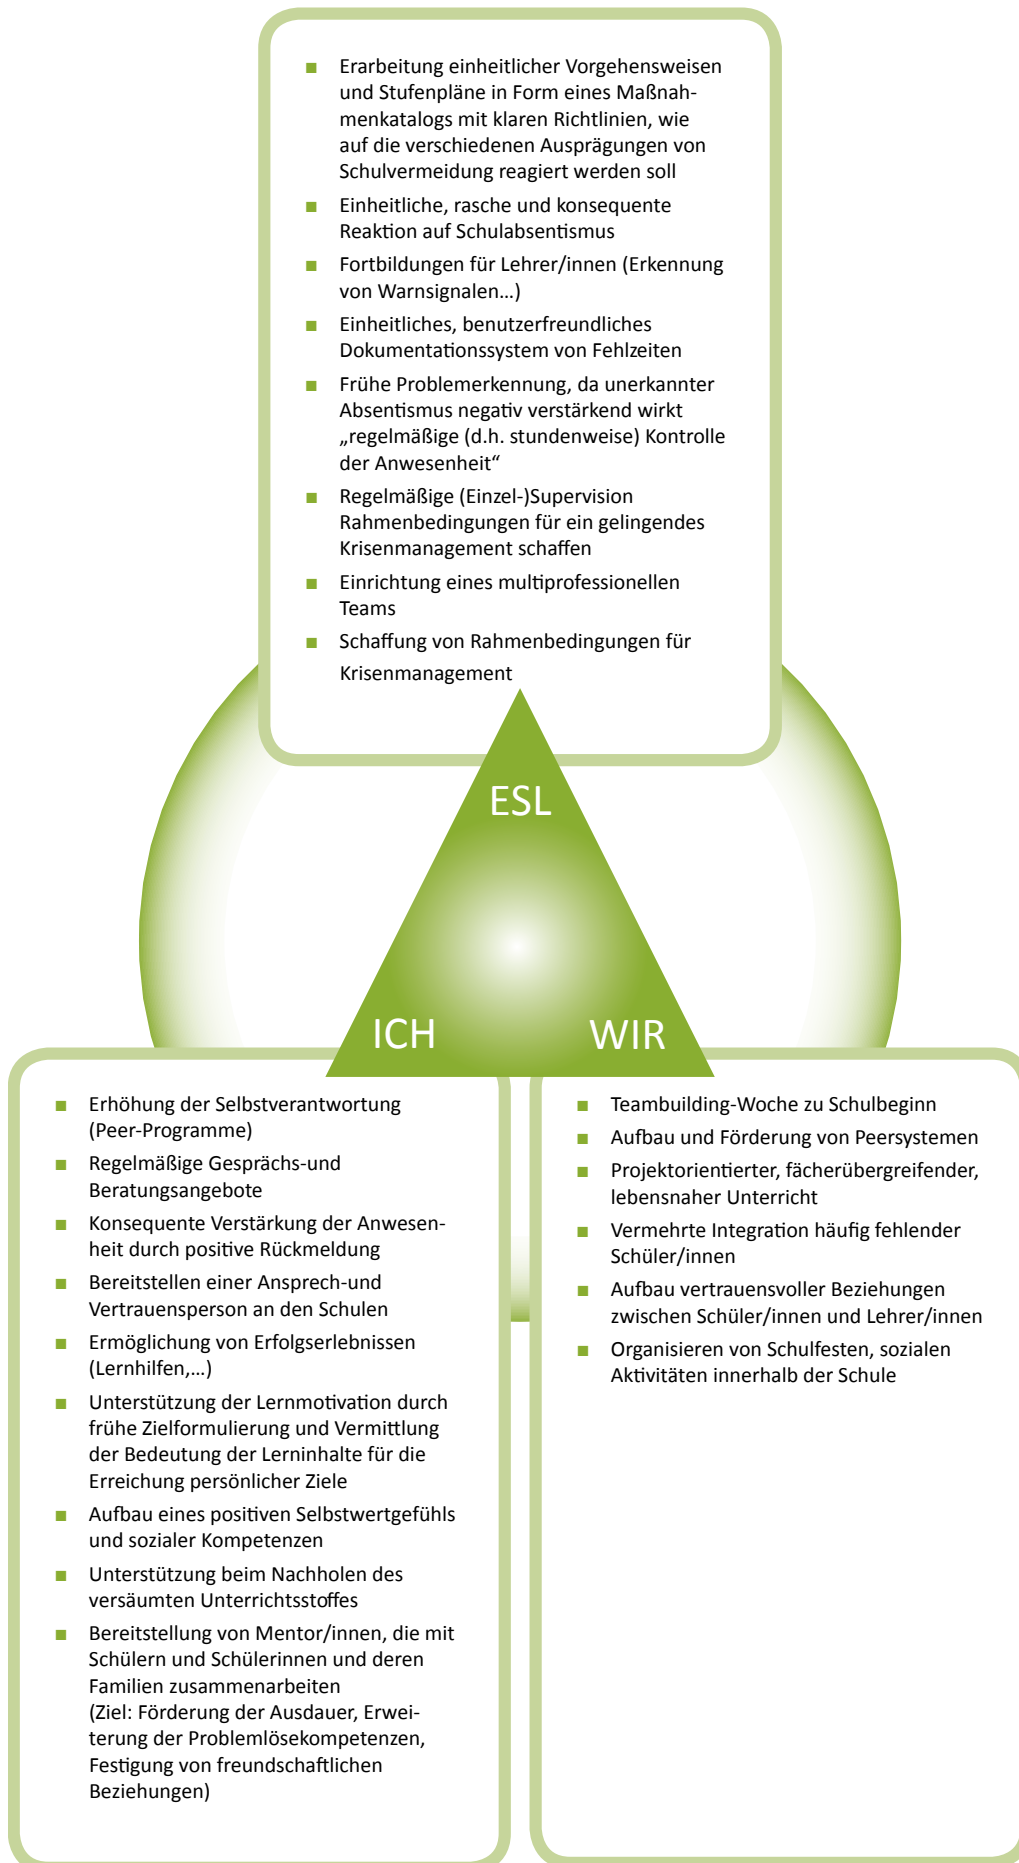 ■ Erarbeitung einheitlicher Vorgehensweisen
und Stufenpläne in Form eines Maßnah-
menkatalogs mit klaren Richtlinien, wie
auf die verschiedenen Ausprägungen von
Schulvermeidung reagiert werden soll
■ Einheitliche, rasche und konsequente
Reaktion auf Schulabsentismus
■ Fortbildungen für Lehrer/innen (Erkennung
von Warnsignalen…)
■ Einheitliches, benutzerfreundliches
Dokumentationssystem von Fehlzeiten
■ Frühe Problemerkennung, da unerkannter
Absentismus negativ verstärkend wirkt
„regelmäßige (d.h. stundenweise) Kontrolle
der Anwesenheit“
■ Regelmäßige (Einzel-)Supervision
Rahmenbedingungen für ein gelingendes
Krisenmanagement schaffen
■ Einrichtung eines multiprofessionellen
Teams
■ Schaffung von Rahmenbedingungen für
Krisenmanagement
ESL
ICH
WIR
■ Erhöhung der Selbstverantwortung
(Peer-Programme)
■ Regelmäßige Gesprächs-und
Beratungsangebote
■ Konsequente Verstärkung der Anwesen-
heit durch positive Rückmeldung
■ Bereitstellen einer Ansprech-und
Vertrauensperson an den Schulen
■ Ermöglichung von Erfolgserlebnissen
(Lernhilfen,…)
■ Unterstützung der Lernmotivation durch
frühe Zielformulierung und Vermittlung
der Bedeutung der Lerninhalte für die
Erreichung persönlicher Ziele
■ Aufbau eines positiven Selbstwertgefühls
und sozialer Kompetenzen
■ Unterstützung beim Nachholen des
versäumten Unterrichtsstoffes
■ Bereitstellung von Mentor/innen, die mit
Schülern und Schülerinnen und deren
Familien zusammenarbeiten
(Ziel: Förderung der Ausdauer, Erwei-
terung der Problemlösekompetenzen,
Festigung von freundschaftlichen
Beziehungen)
■ Teambuilding-Woche zu Schulbeginn
■ Aufbau und Förderung von Peersystemen
■ Projektorientierter, fächerübergreifender,
lebensnaher Unterricht
■ Vermehrte Integration häufig fehlender
Schüler/innen
■ Aufbau vertrauensvoller Beziehungen
zwischen Schüler/innen und Lehrer/innen
■ Organisieren von Schulfesten, sozialen
Aktivitäten innerhalb der Schule